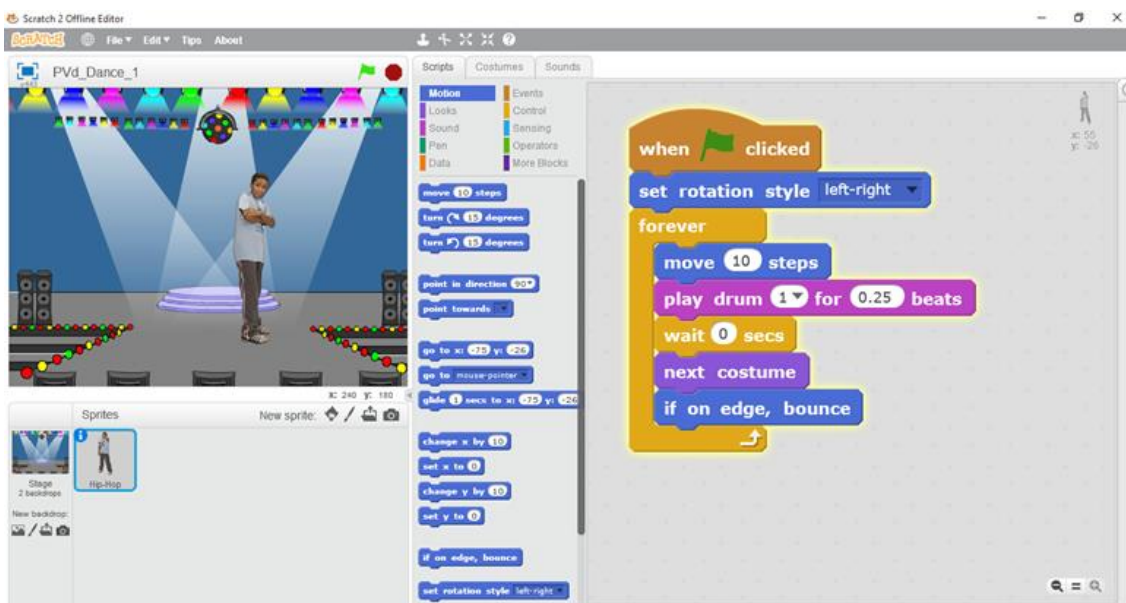 Scratch 2 Offline Editor
SCRATCH File Edit Tips About
PVd_Dance_1
x: 240 y: 180
Sprites New sprite:
Stage
2 backdrops
New backdrop:
Hip-Hop
Scripts Costumes Sounds
Motion Events
Looks Control
Sound Sensing
Pen Operators
Data More Blocks
move 10 steps
turn 15 degrees
turn 15 degrees
point in direction 90
point towards
go to x: -75 y: -26
go to mouse-pointer
glide 1 secs to x: -75 y: -26
change x by 10
set x to 0
change y by 10
set y to 0
if on edge, bounce
set rotation style left-right
when clicked
set rotation style left-right
forever
move 10 steps
play drum 1 for 0.25 beats
wait 0 secs
next costume
if on edge, bounce
x: 55
y: -26